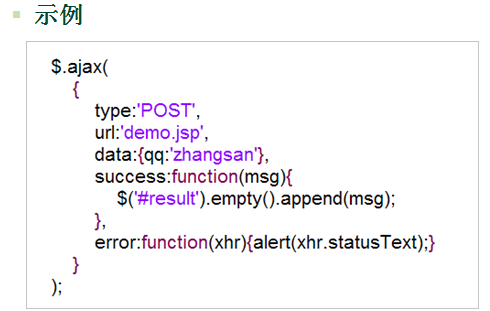 示例
$.ajax(
{
type:'POST',
url:'demo.jsp',
data:{qq:'zhangsan'},
success:function(msg){
$('#result').empty().append(msg);
},
error:function(xhr){alert(xhr.statusText);}
}
);